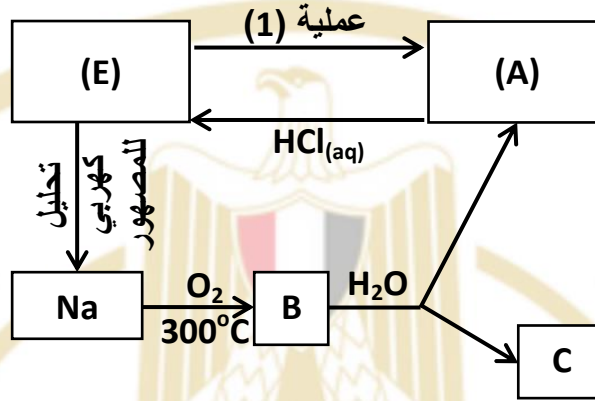 عملية (1)
(E)
(A)
HCl(aq)
تحليل
كهربي
للمصهور
Na
O₂
300°C
B
H₂O
C